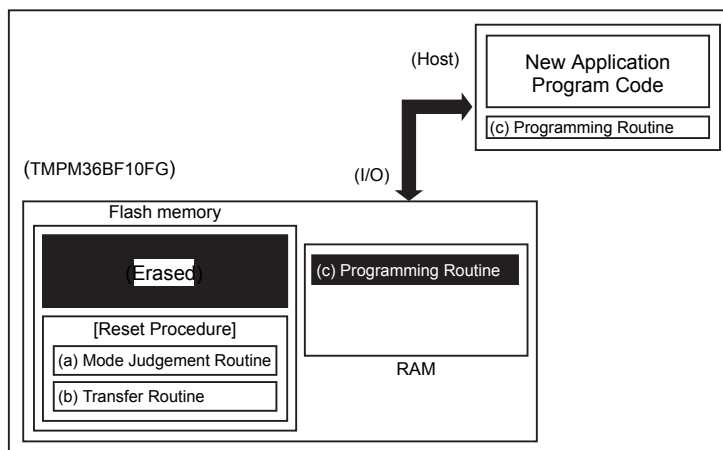 (Host)
New Application
Program Code
(c) Programming Routine
(TMPM36BF10FG)
(I/O)
Flash memory
(Erased)
(c) Programming Routine
[Reset Procedure]
(a) Mode Judgement Routine
(b) Transfer Routine
RAM